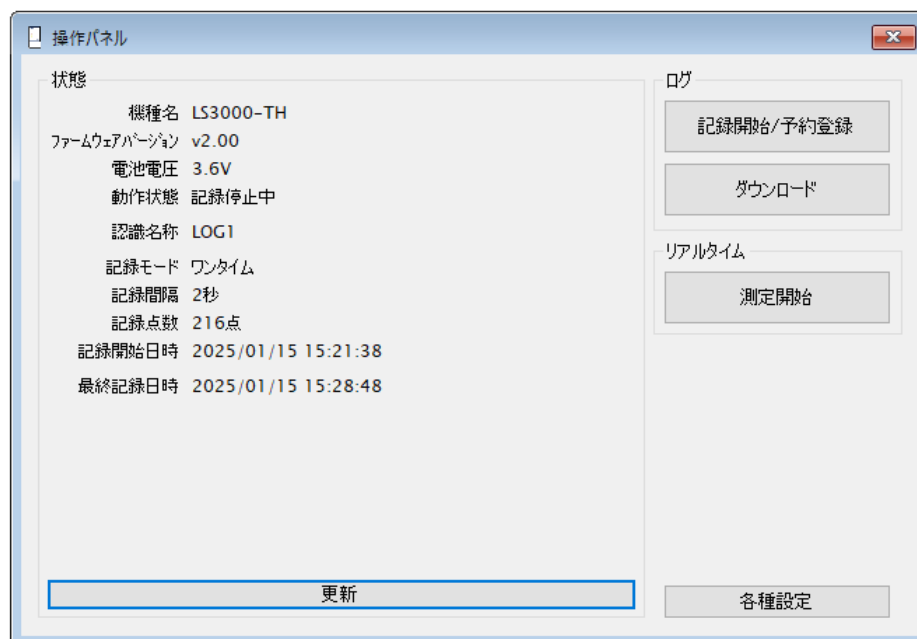 操作パネル
状態
機種名 LS3000-TH
ファームウェアバージョン v2.00
電池電圧 3.6V
動作状態 記録停止中
認識名称 LOG1
記録モード ワンタイム
記録間隔 2秒
記録点数 216点
記録開始日時 2025/01/15 15:21:38
最終記録日時 2025/01/15 15:28:48
更新
ログ
記録開始/予約登録
ダウンロード
リアルタイム
測定開始
各種設定